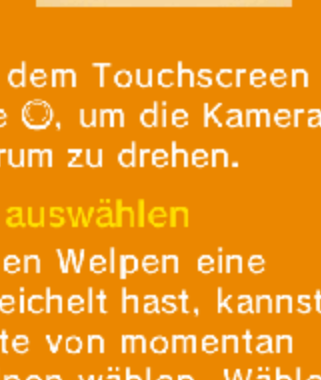 dem Touchscreen
, um die Kamera
rum zu drehen.
auswählen
en Welpen eine
eichelt hast, kannst
te von momentan